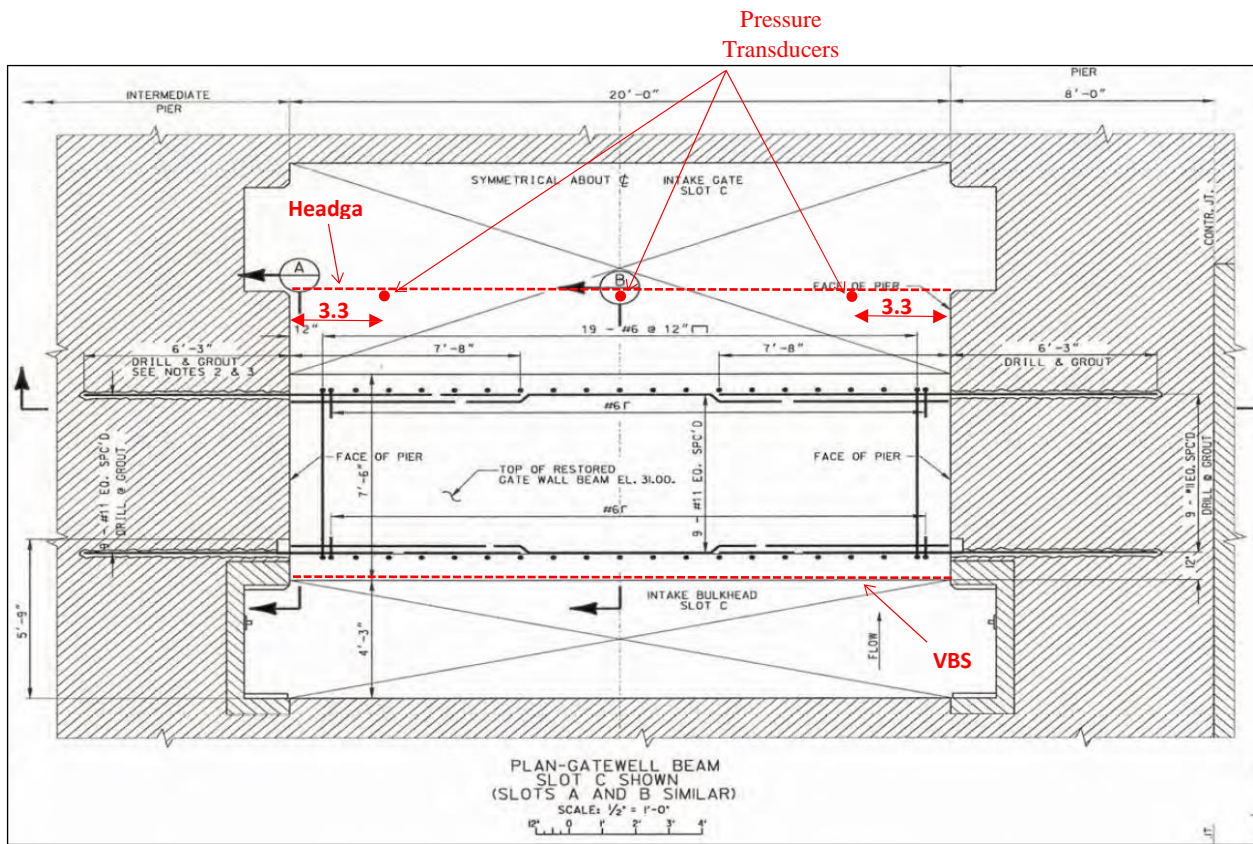 Pressure
Transducers
INTERMEDIATE
PIER
20'-0"
PIER
8'-0"
SYMMETRICAL ABOUT ℄ INTAKE GATE
SLOT C
Headga
CONTR. JT.
A
B
FACE OF PIER
3.3
3.3
12"
19 - #6 @ 12"
6'-3"
7'-8"
7'-8"
6'-3"
DRILL & GROUT
SEE NOTES 2 & 3
DRILL & GROUT
#6
FACE OF PIER
FACE OF PIER
7'-6"
TOP OF RESTORED
GATE WALL BEAM EL. 31.00.
9 - #11 EQ. SPC'D
9 - #11 EQ. SPC'D
DRILL @ GROUT
9 - #11 EQ. SPC'D
DRILL @ GROUT
#6
12"
INTAKE BULKHEAD
SLOT C
5'-9"
4'-3"
FLOW
VBS
PLAN-GATEWELL BEAM
SLOT C SHOWN
(SLOTS A AND B SIMILAR)
SCALE: 1/2" = 1'-0"
12" 0 1' 2' 3' 4'
JT